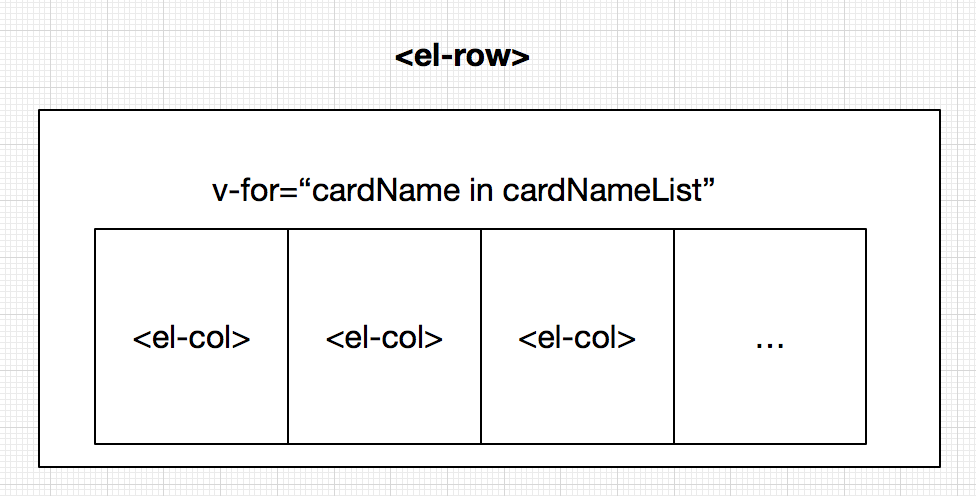 <el-row>
v-for=“cardName in cardNameList”
<el-col>
<el-col>
<el-col>
...